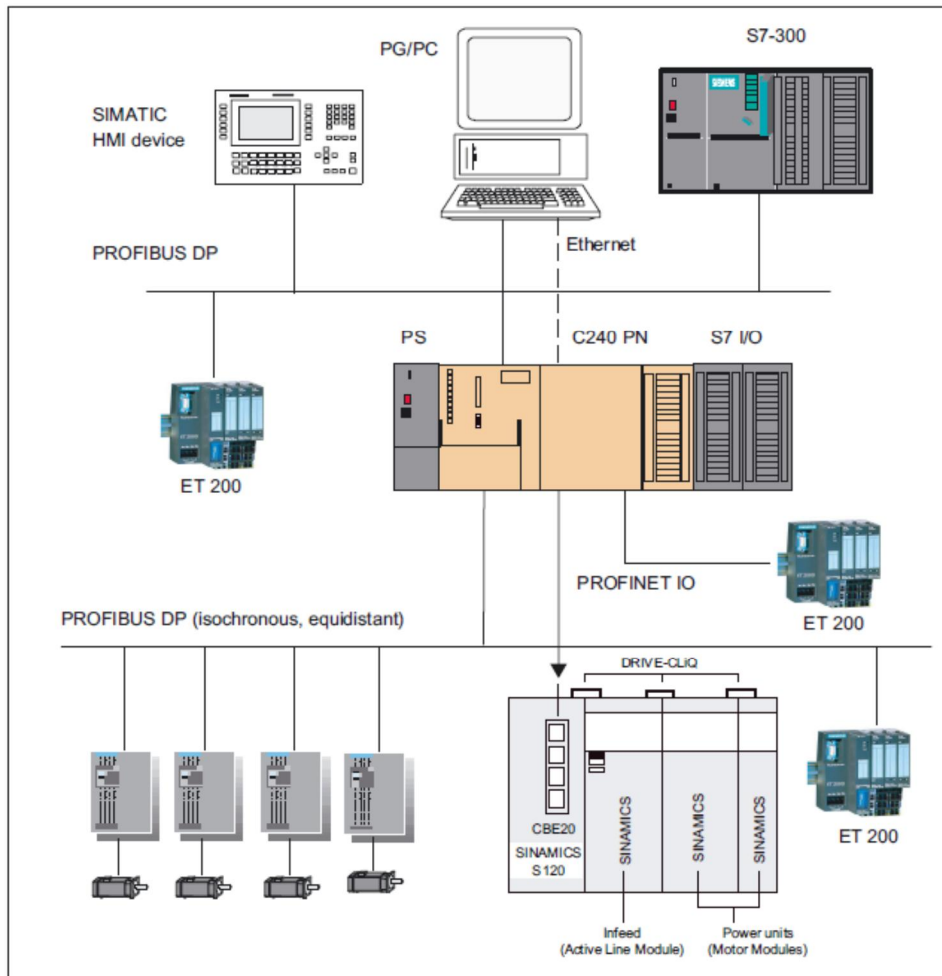 PG/PC
S7-300
SIEMENS
SIMATIC
HMI device
Ethernet
PROFIBUS DP
PS
C240 PN
S7 I/O
ET 200
PROFINET IO
ET 200
PROFIBUS DP (isochronous, equidistant)
DRIVE-CLiQ
CBE20
SINAMICS
S120
SINAMICS
SINAMICS
SINAMICS
ET 200
Infeed
(Active Line Module)
Power units
(Motor Modules)